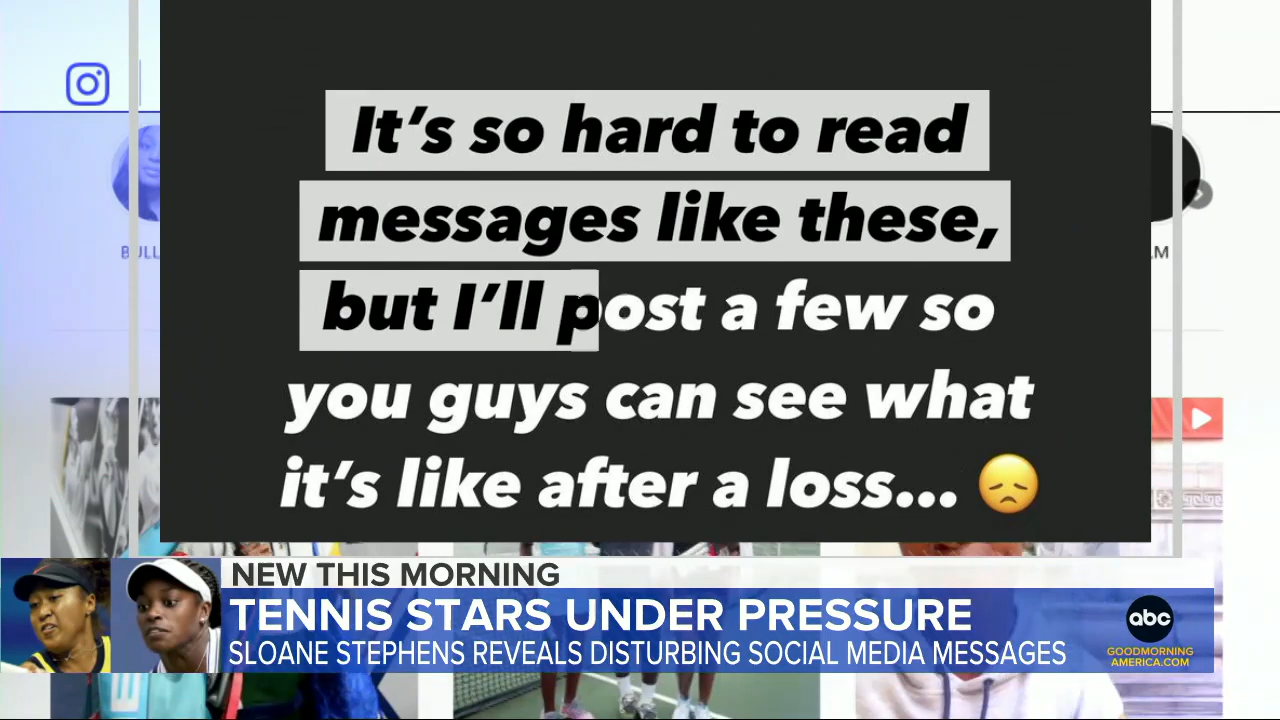 It's so hard to read
messages like these,
but I'll post a few so
you guys can see what
it's like after a loss... 😞
BULL
LM
NEW THIS MORNING
TENNIS STARS UNDER PRESSURE
SLOANE STEPHENS REVEALS DISTURBING SOCIAL MEDIA MESSAGES
abc
GOODMORNING
AMERICA.COM